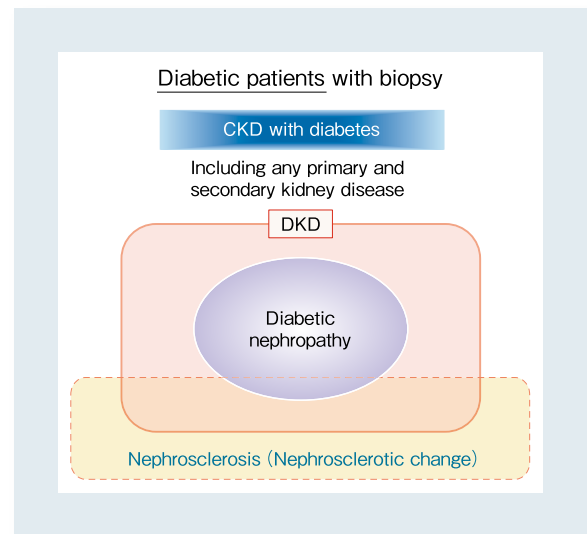 Diabetic patients with biopsy
CKD with diabetes
Including any primary and
secondary kidney disease
DKD
Diabetic
nephropathy
Nephrosclerosis (Nephrosclerotic change)